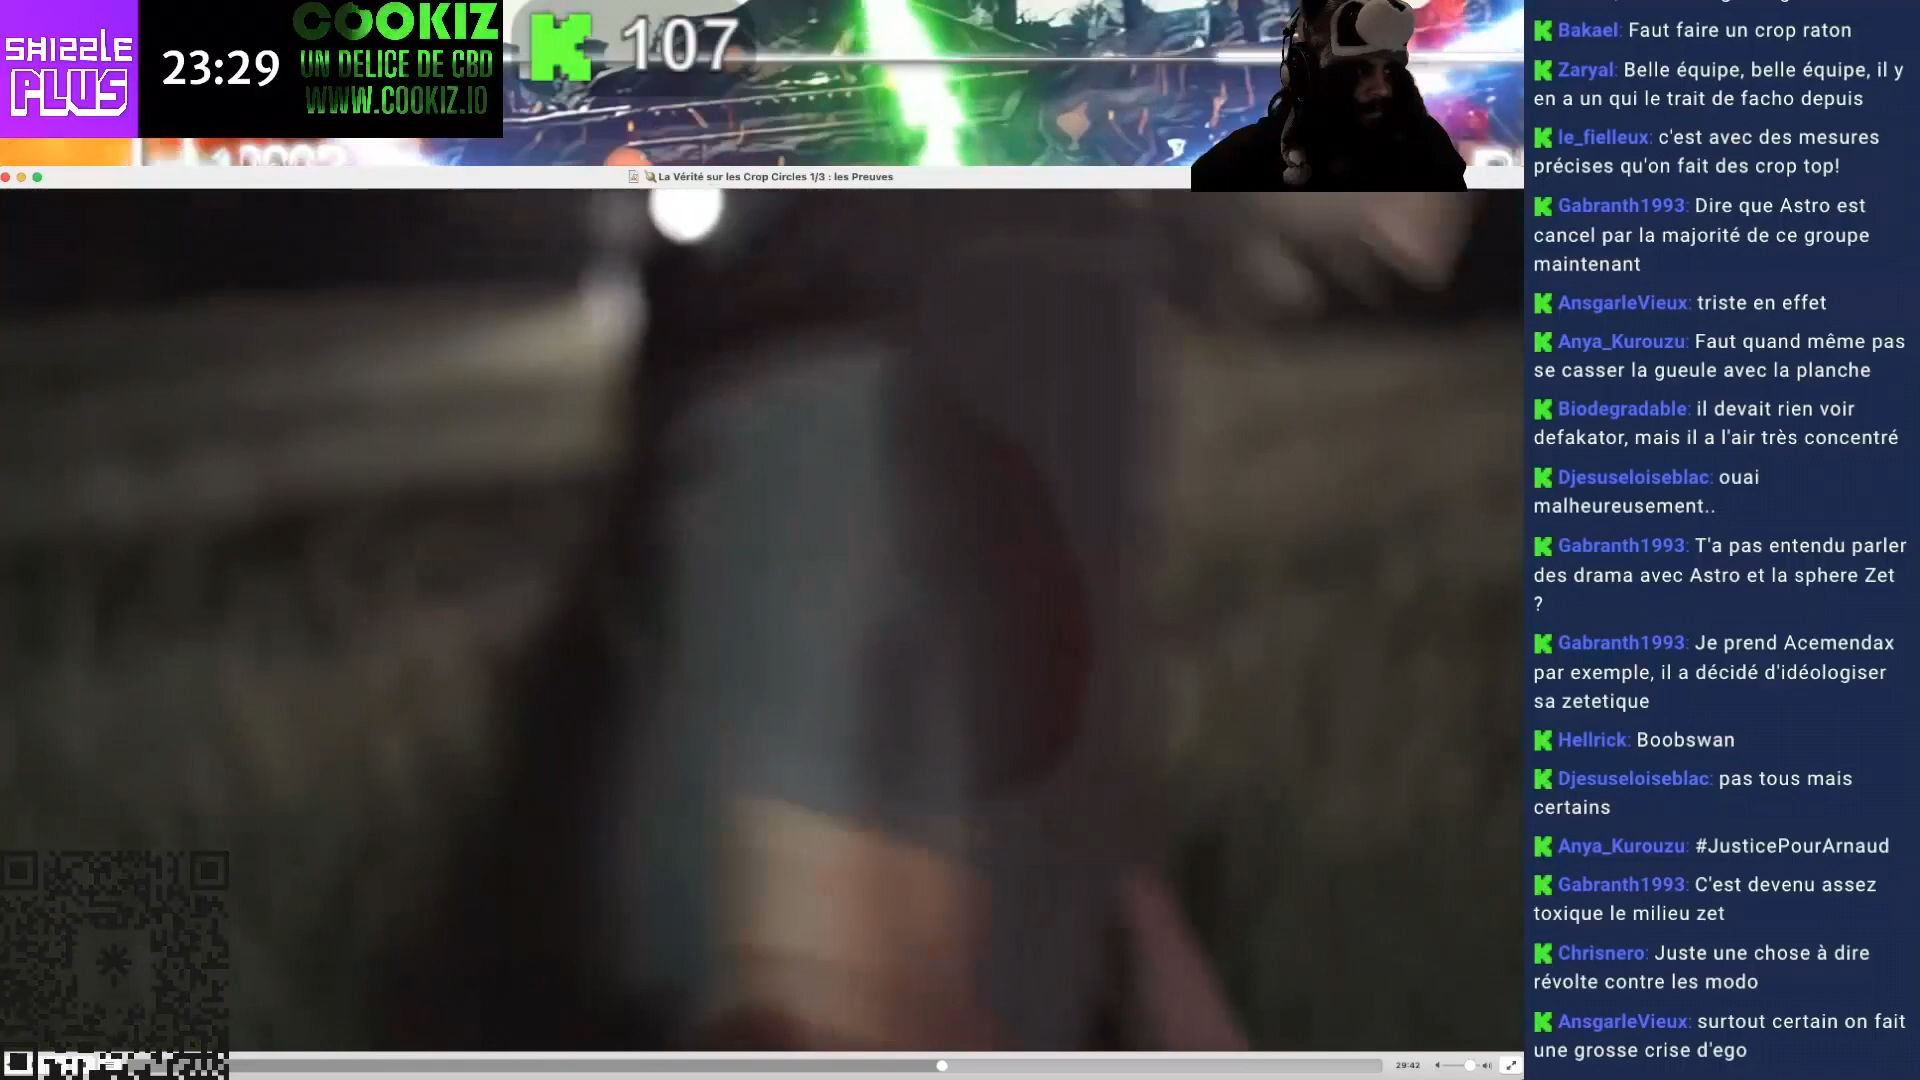 SHIZZLE
PLUS
23:29
COOKIZ
UN DELICE DE CBD
WWW.COOKIZ.IO
107
La Vérité sur les Crop Circles 1/3 : les Preuves
Bakael: Faut faire un crop raton
Zaryal: Belle équipe, belle équipe, il y
en a un qui le trait de facho depuis
le_fielleux: c'est avec des mesures
précises qu'on fait des crop top!
Gabranth1993: Dire que Astro est
cancel par la majorité de ce groupe
maintenant
AnsgarleVieux: triste en effet
Anya_Kurouzu: Faut quand même pas
se casser la gueule avec la planche
Biodegradable: il devait rien voir
defakator, mais il a l'air très concentré
Djesuseloiseblac: ouai
malheureusement..
Gabranth1993: T'a pas entendu parler
des drama avec Astro et la sphere Zet
?
Gabranth1993: Je prend Acemendax
par exemple, il a décidé d'idéologiser
sa zetetique
Hellrick: Boobswan
Djesuseloiseblac: pas tous mais
certains
Anya_Kurouzu: #JusticePourArnaud
Gabranth1993: C'est devenu assez
toxique le milieu zet
Chrisnero: Juste une chose à dire
révolte contre les modo
AnsgarleVieux: surtout certain on fait
une grosse crise d'ego
29:42